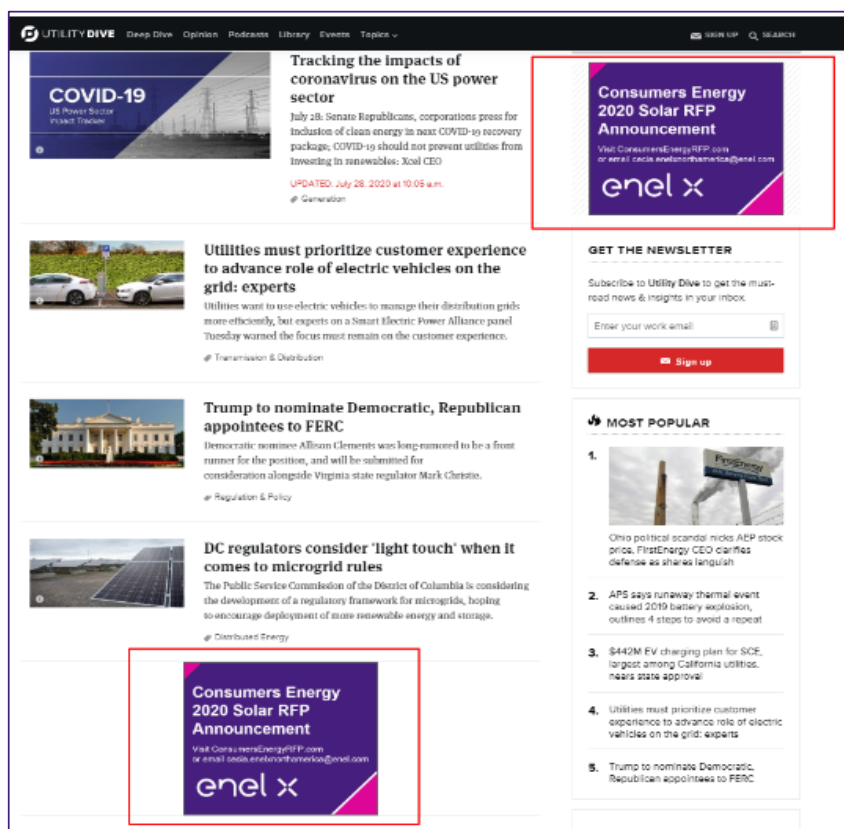 UTILITY DIVE Deep Dive Opinion Podcasts Library Events Topics
SIGN UP SEARCH
COVID-19
US Power Sector
Impact Tracker
Tracking the impacts of
coronavirus on the US power
sector
July 28: Senate Republicans, corporations press for
inclusion of clean energy in next COVID-19 recovery
package; COVID-19 should not prevent utilities from
investing in renewables: Xcel CEO
UPDATED: July 28, 2020 at 10:05 a.m.
Generation
Utilities must prioritize customer experience
to advance role of electric vehicles on the
grid: experts
Utilities want to use electric vehicles to manage their distribution grids
more efficiently, but experts on a Smart Electric Power Alliance panel
Tuesday warned the focus must remain on the customer experience.
Transmission & Distribution
Trump to nominate Democratic, Republican
appointees to FERC
Democratic nominee Allison Clements was long-rumored to be a front
runner for the position, and will be submitted for
consideration alongside Virginia state regulator Mark Christie.
Regulation & Policy
DC regulators consider 'light touch' when it
comes to microgrid rules
The Public Service Commission of the District of Columbia is considering
the development of a regulatory framework for microgrids, hoping
to encourage deployment of more renewable energy and storage.
Distributed Energy
Consumers Energy
2020 Solar RFP
Announcement
Visit ConsumersEnergyRFP.com
or email cecia.enelxnorthamerica@enel.com
enel x
Consumers Energy
2020 Solar RFP
Announcement
Visit ConsumersEnergyRFP.com
or email cecia.enelxnorthamerica@enel.com
enel x
GET THE NEWSLETTER
Subscribe to Utility Dive to get the must-
read news & insights in your inbox.
Enter your work email
Sign up
MOST POPULAR
1.
FirstEnergy
Ohio political scandal nicks AEP stock
price, FirstEnergy CEO clarifies
defense as shares languish
2. APS says runaway thermal event
caused 2019 battery explosion,
outlines 4 steps to avoid a repeat
3. $442M EV charging plan for SCE,
largest among California utilities,
nears state approval
4. Utilities must prioritize customer
experience to advance role of electric
vehicles on the grid: experts
5. Trump to nominate Democratic,
Republican appointees to FERC